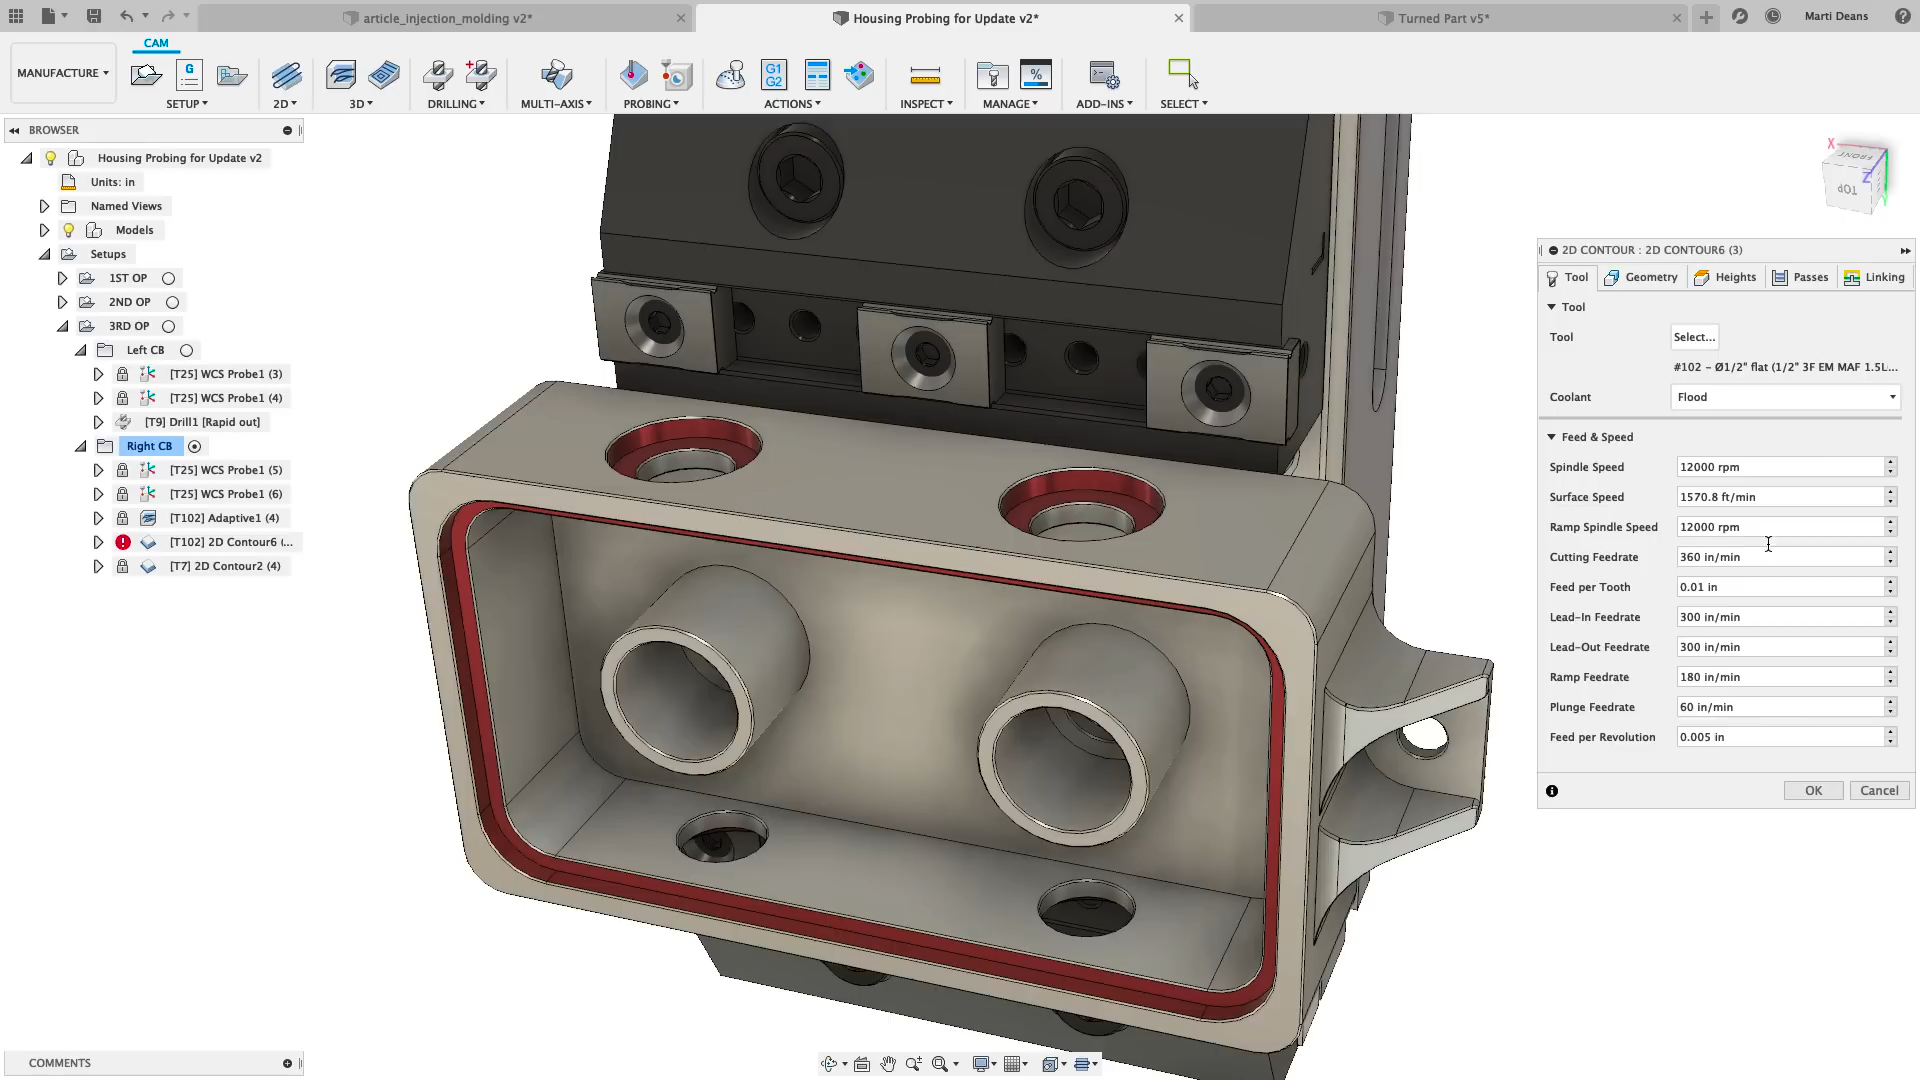 article_injection_molding v2*
Housing Probing for Update v2*
Turned Part v5*
Marti Deans
MANUFACTURE
CAM
SETUP
2D
3D
DRILLING
MULTI-AXIS
PROBING
G1
G2
ACTIONS
INSPECT
MANAGE
ADD-INS
SELECT
BROWSER
Housing Probing for Update v2
Units: in
Named Views
Models
Setups
1ST OP
2ND OP
3RD OP
Left CB
[T25] WCS Probe1 (3)
[T25] WCS Probe1 (4)
[T9] Drill1 [Rapid out]
Right CB
[T25] WCS Probe1 (5)
[T25] WCS Probe1 (6)
[T102] Adaptive1 (4)
[T102] 2D Contour6 (...
[T7] 2D Contour2 (4)
COMMENTS
X
FRONT
Z
TOP
Y
2D CONTOUR : 2D CONTOUR6 (3)
Tool
Geometry
Heights
Passes
Linking
Tool
Tool
Select...
#102 - Ø1/2" flat (1/2" 3F EM MAF 1.5L...
Coolant
Flood
Feed & Speed
Spindle Speed
12000 rpm
Surface Speed
1570.8 ft/min
Ramp Spindle Speed
12000 rpm
Cutting Feedrate
360 in/min
Feed per Tooth
0.01 in
Lead-In Feedrate
300 in/min
Lead-Out Feedrate
300 in/min
Ramp Feedrate
180 in/min
Plunge Feedrate
60 in/min
Feed per Revolution
0.005 in
OK
Cancel